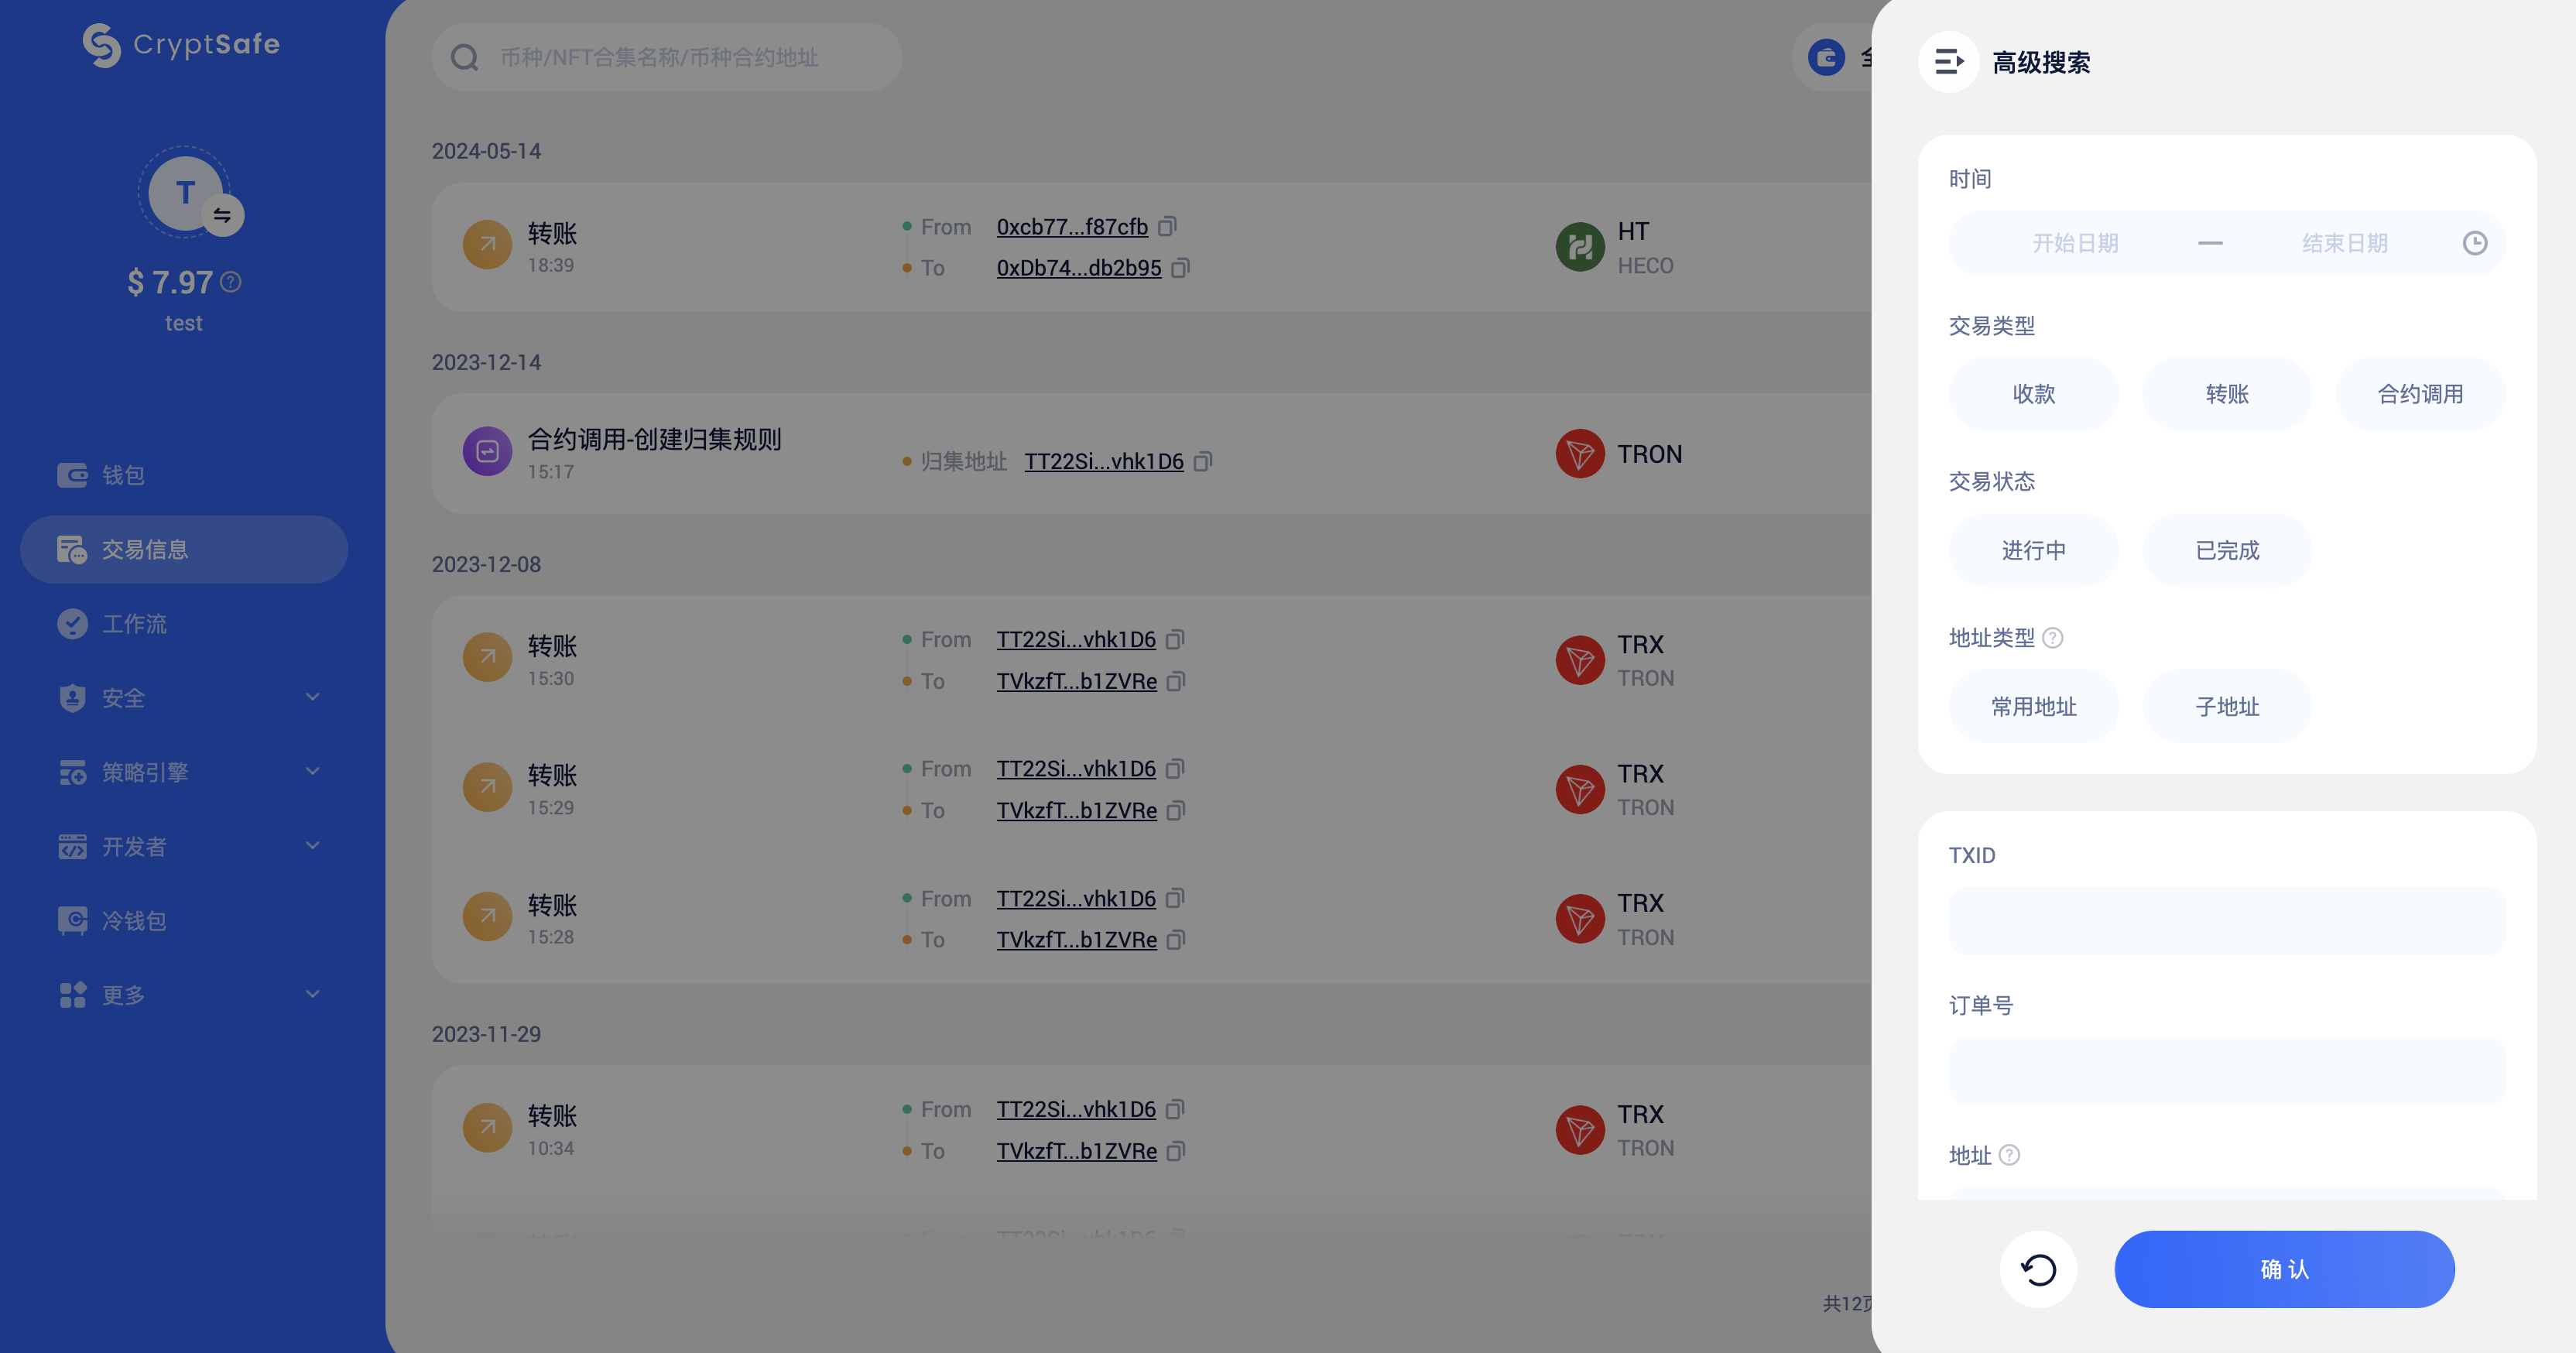 CryptSafe
T
$ 7.97
test
钱包
交易信息
工作流
安全
策略引擎
开发者
冷钱包
更多
币种/NFT合集名称/币种合约地址
2024-05-14
转账
18:39
From 0xcb77...f87cfb
To 0xDb74...db2b95
HT
HECO
2023-12-14
合约调用-创建归集规则
15:17
归集地址 TT22Si...vhk1D6
TRON
2023-12-08
转账
15:30
From TT22Si...vhk1D6
To TVkzfT...b1ZVRe
TRX
TRON
转账
15:29
From TT22Si...vhk1D6
To TVkzfT...b1ZVRe
TRX
TRON
转账
15:28
From TT22Si...vhk1D6
To TVkzfT...b1ZVRe
TRX
TRON
2023-11-29
转账
10:34
From TT22Si...vhk1D6
To TVkzfT...b1ZVRe
TRX
TRON
共12页
高级搜索
时间
开始日期 — 结束日期
交易类型
收款 转账 合约调用
交易状态
进行中 已完成
地址类型
常用地址 子地址
TXID
订单号
地址
确 认